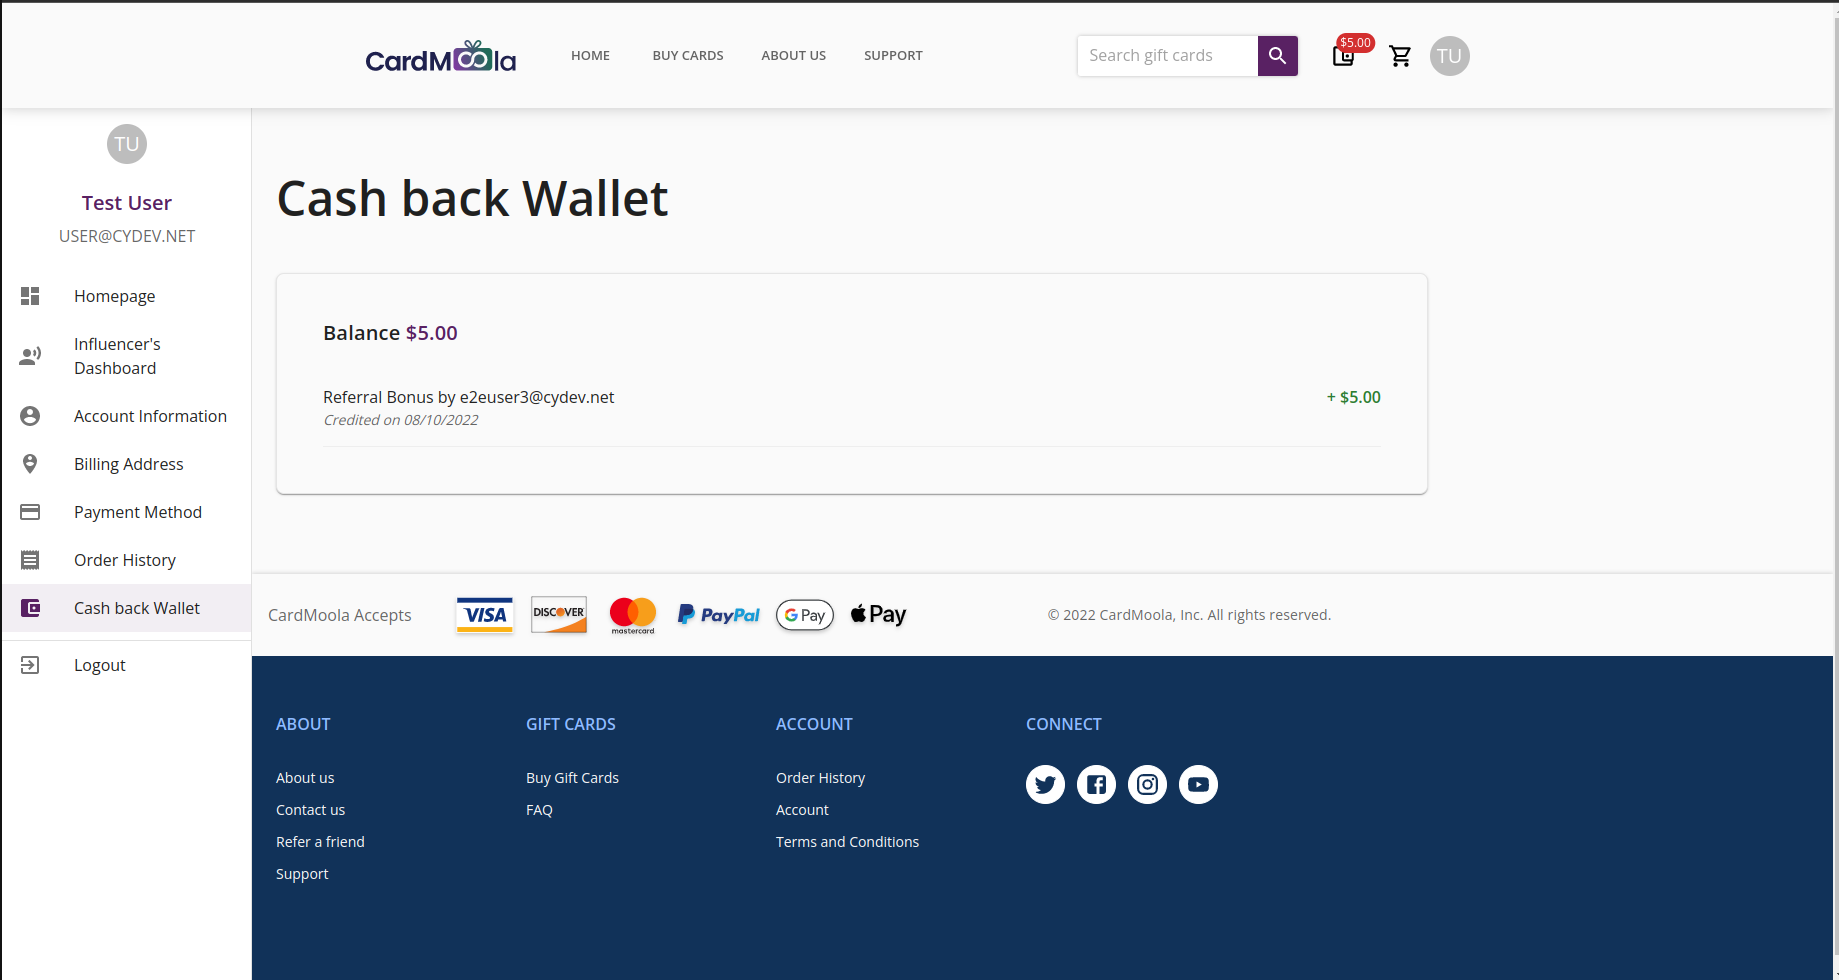 CardMoola
HOME
BUY CARDS
ABOUT US
SUPPORT
Search gift cards
$5.00
TU
TU
Test User
USER@CYDEV.NET
Homepage
Influencer's
Dashboard
Account Information
Billing Address
Payment Method
Order History
Cash back Wallet
Logout
Cash back Wallet
Balance $5.00
Referral Bonus by e2euser3@cydev.net
+ $5.00
Credited on 08/10/2022
CardMoola Accepts
VISA
DISCOVER
mastercard
PayPal
G Pay
Pay
© 2022 CardMoola, Inc. All rights reserved.
ABOUT
About us
Contact us
Refer a friend
Support
GIFT CARDS
Buy Gift Cards
FAQ
ACCOUNT
Order History
Account
Terms and Conditions
CONNECT